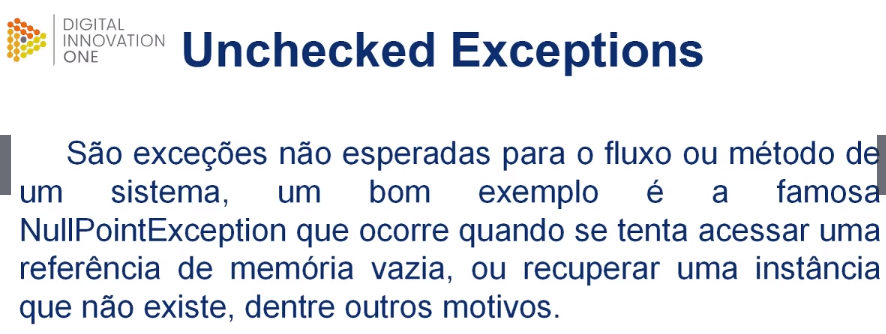 DIGITAL
INNOVATION
ONE
Unchecked Exceptions
São exceções não esperadas para o fluxo ou método de
um sistema, um bom exemplo é a famosa
NullPointException que ocorre quando se tenta acessar uma
referência de memória vazia, ou recuperar uma instância
que não existe, dentre outros motivos.